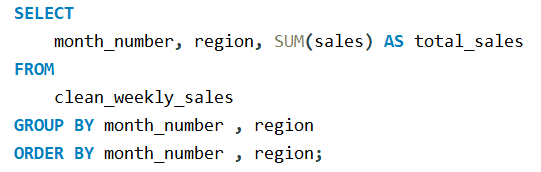 SELECT
month_number, region, SUM(sales) AS total_sales
FROM
clean_weekly_sales
GROUP BY month_number , region
ORDER BY month_number , region;